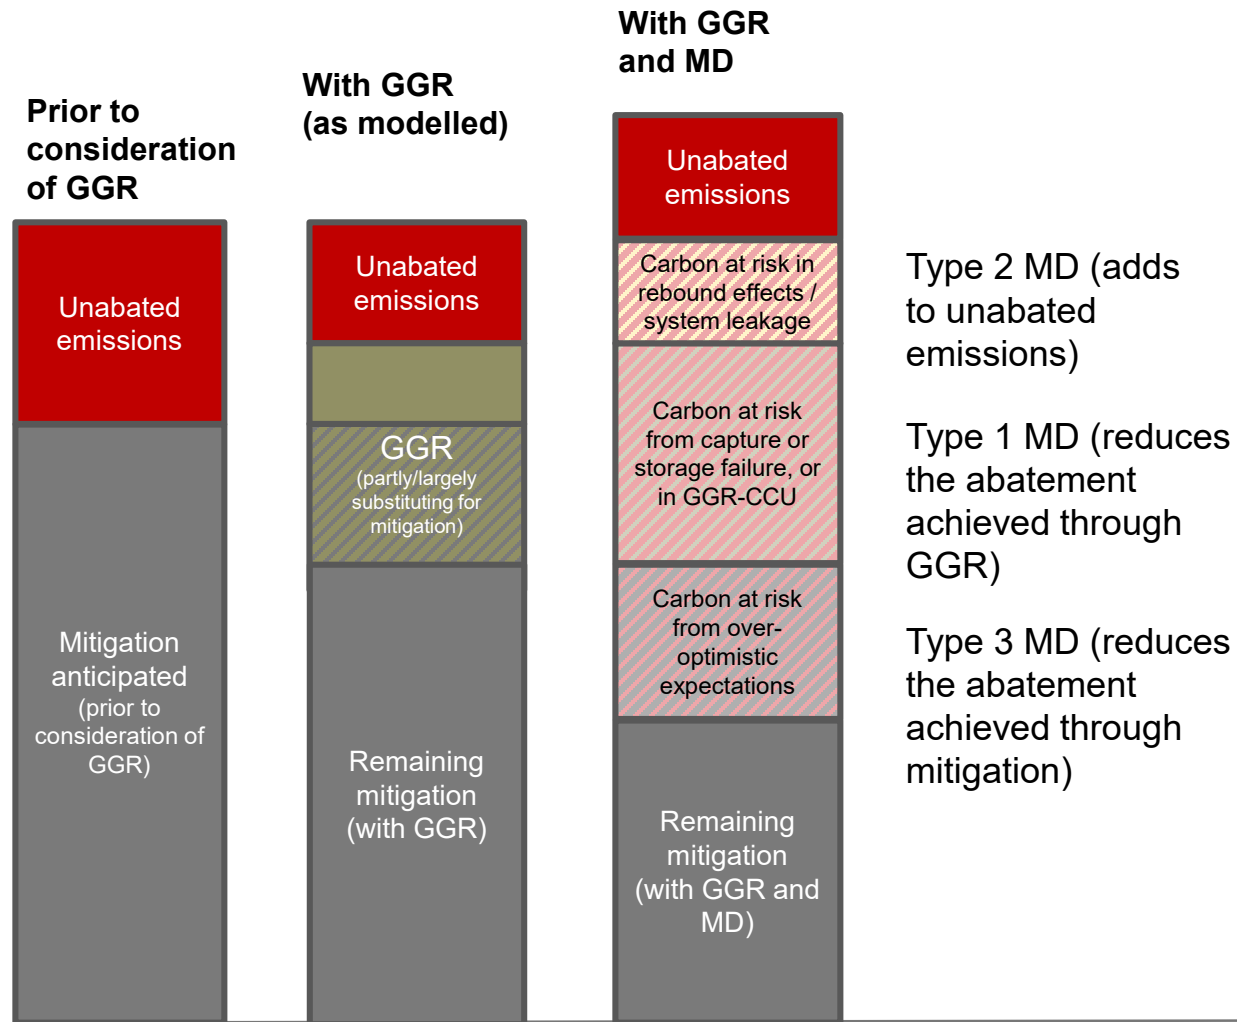 Prior to
consideration
of GGR
Unabated
emissions
Mitigation
anticipated
(prior to
consideration of
GGR)
With GGR
(as modelled)
Unabated
emissions
GGR
(partly/largely
substituting for
mitigation)
Remaining
mitigation
(with GGR)
With GGR
and MD
Unabated
emissions
Carbon at risk in
rebound effects /
system leakage
Carbon at risk
from capture or
storage failure, or
in GGR-CCU
Carbon at risk
from over-
optimistic
expectations
Remaining
mitigation
(with GGR and
MD)
Type 2 MD (adds
to unabated
emissions)
Type 1 MD (reduces
the abatement
achieved through
GGR)
Type 3 MD (reduces
the abatement
achieved through
mitigation)